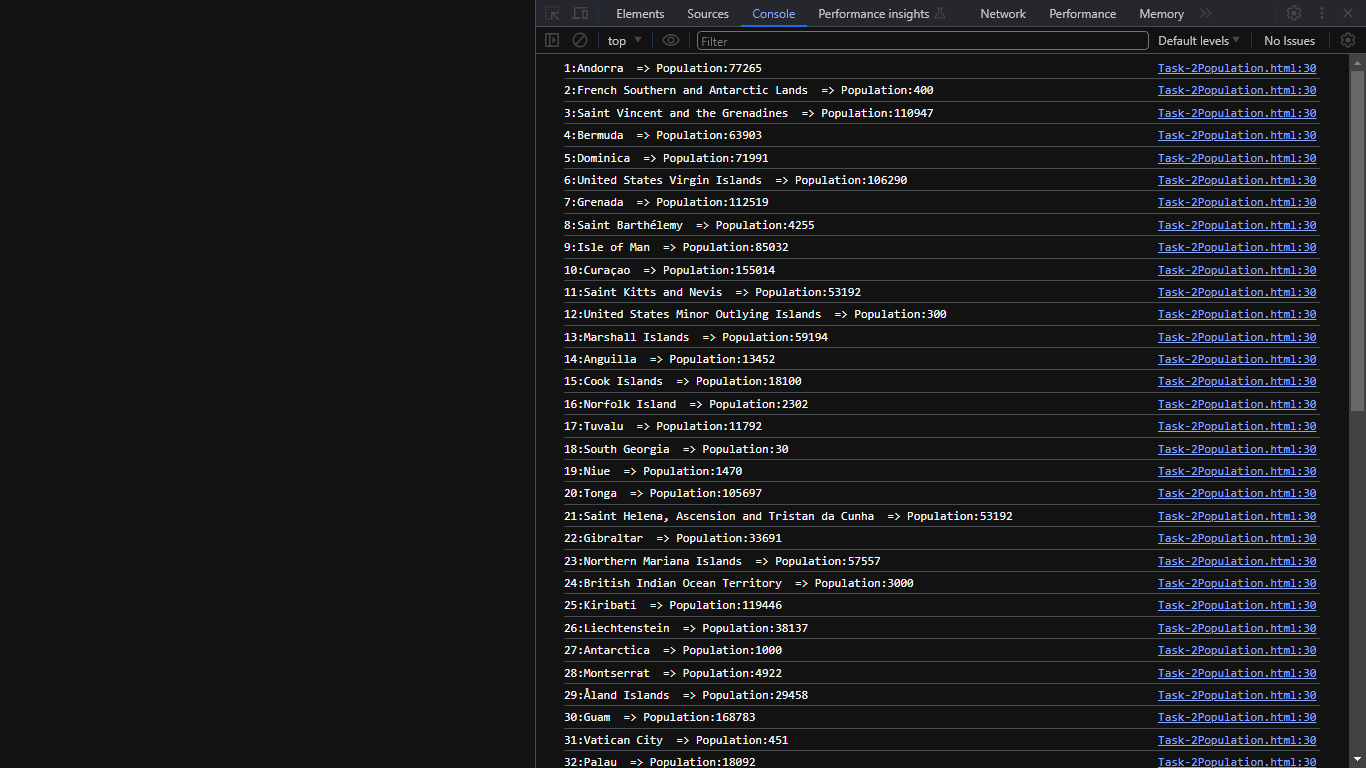 Elements Sources Console Performance insights Network Performance Memory
top Filter Default levels No Issues
1:Andorra => Population:77265 Task-2Population.html:30
2:French Southern and Antarctic Lands => Population:400 Task-2Population.html:30
3:Saint Vincent and the Grenadines => Population:110947 Task-2Population.html:30
4:Bermuda => Population:63903 Task-2Population.html:30
5:Dominica => Population:71991 Task-2Population.html:30
6:United States Virgin Islands => Population:106290 Task-2Population.html:30
7:Grenada => Population:112519 Task-2Population.html:30
8:Saint Barthélemy => Population:4255 Task-2Population.html:30
9:Isle of Man => Population:85032 Task-2Population.html:30
10:Curaçao => Population:155014 Task-2Population.html:30
11:Saint Kitts and Nevis => Population:53192 Task-2Population.html:30
12:United States Minor Outlying Islands => Population:300 Task-2Population.html:30
13:Marshall Islands => Population:59194 Task-2Population.html:30
14:Anguilla => Population:13452 Task-2Population.html:30
15:Cook Islands => Population:18100 Task-2Population.html:30
16:Norfolk Island => Population:2302 Task-2Population.html:30
17:Tuvalu => Population:11792 Task-2Population.html:30
18:South Georgia => Population:30 Task-2Population.html:30
19:Niue => Population:1470 Task-2Population.html:30
20:Tonga => Population:105697 Task-2Population.html:30
21:Saint Helena, Ascension and Tristan da Cunha => Population:53192 Task-2Population.html:30
22:Gibraltar => Population:33691 Task-2Population.html:30
23:Northern Mariana Islands => Population:57557 Task-2Population.html:30
24:British Indian Ocean Territory => Population:3000 Task-2Population.html:30
25:Kiribati => Population:119446 Task-2Population.html:30
26:Liechtenstein => Population:38137 Task-2Population.html:30
27:Antarctica => Population:1000 Task-2Population.html:30
28:Montserrat => Population:4922 Task-2Population.html:30
29:Åland Islands => Population:29458 Task-2Population.html:30
30:Guam => Population:168783 Task-2Population.html:30
31:Vatican City => Population:451 Task-2Population.html:30
32:Palau => Population:18092 Task-2Population.html:30